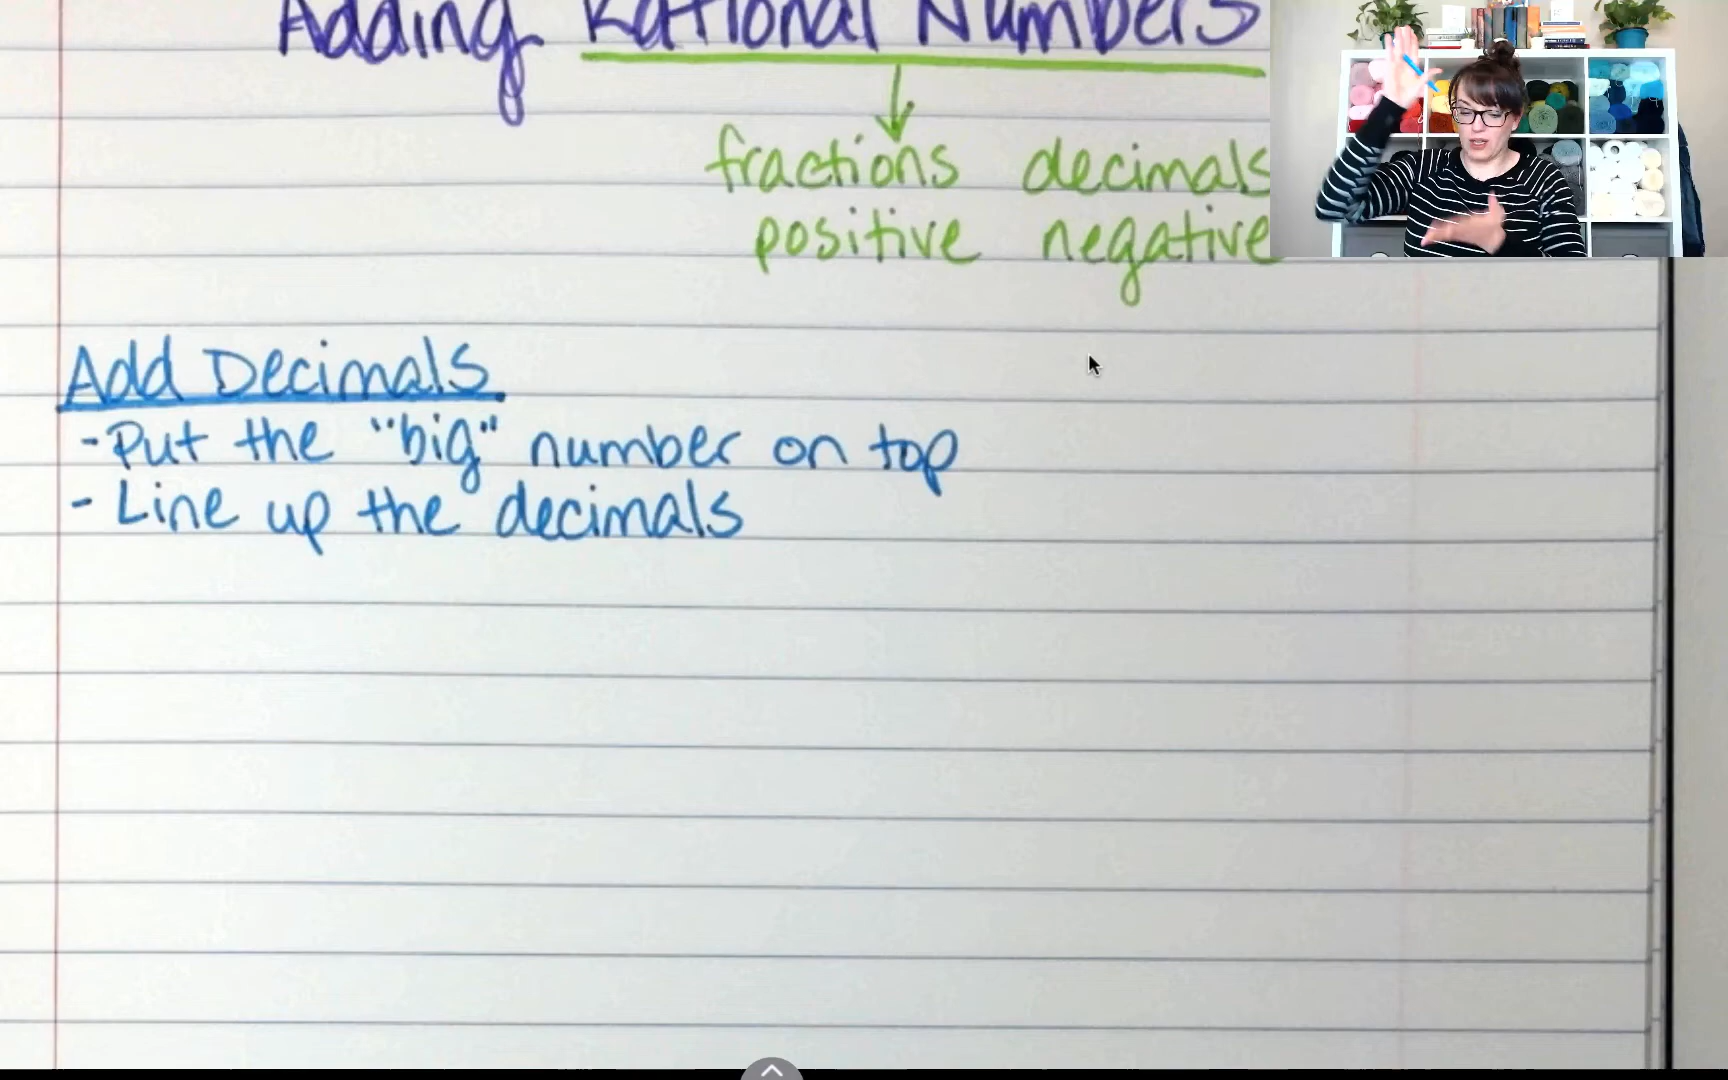 Adding Rational Numbers
fractions decimals
positive negative
Add Decimals
- Put the "big" number on top
- Line up the decimals